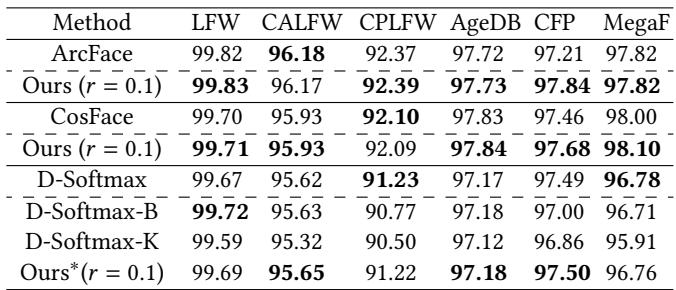 Method LFW CALFW CPLFW AgeDB CFP MegaF
ArcFace 99.82 96.18 92.37 97.72 97.21 97.82
Ours (r = 0.1) 99.83 96.17 92.39 97.73 97.84 97.82
CosFace 99.70 95.93 92.10 97.83 97.46 98.00
Ours (r = 0.1) 99.71 95.93 92.09 97.84 97.68 98.10
D-Softmax 99.67 95.62 91.23 97.17 97.49 96.78
D-Softmax-B 99.72 95.63 90.77 97.18 97.00 96.71
D-Softmax-K 99.59 95.32 90.50 97.12 96.86 95.91
Ours*(r = 0.1) 99.69 95.65 91.22 97.18 97.50 96.76